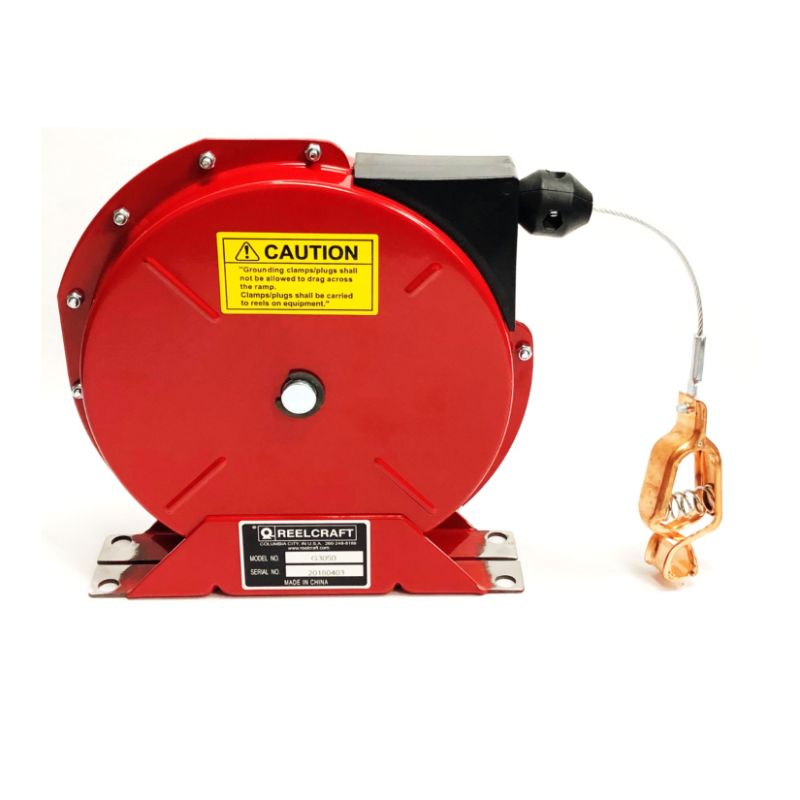 CAUTION
"Grounding clamps/plugs shall
not be allowed to drag across
the ramp.
Clamps/plugs shall be carried
to reels on equipment."
REELCRAFT
COLUMBIA CITY, IN U.S.A. 260-248-8188
www.reelcraft.com
MODEL NO. G3050
SERIAL NO. 20180403
MADE IN CHINA